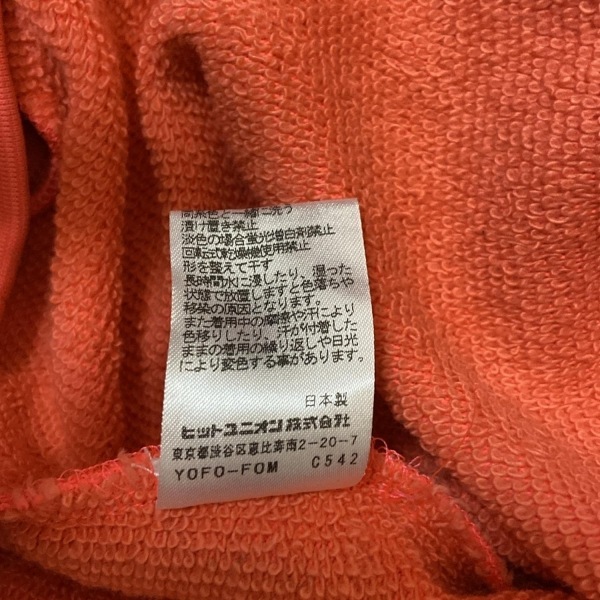 同系色と一緒に洗う
漬け置き禁止
淡色の場合蛍光増白剤禁止
回転式乾燥機使用禁止
形を整えて干す
長時間水に浸したり、湿った
状態で放置しますと色落ちや
移染の原因となります。
また着用中の摩擦や汗により
色移りしたり、汗が付着した
ままの着用の繰り返しや日光
により変色する事があります。
日本製
ヒットユニオン株式会社
東京都渋谷区恵比寿南2-20-7
YOFO-FOM C542